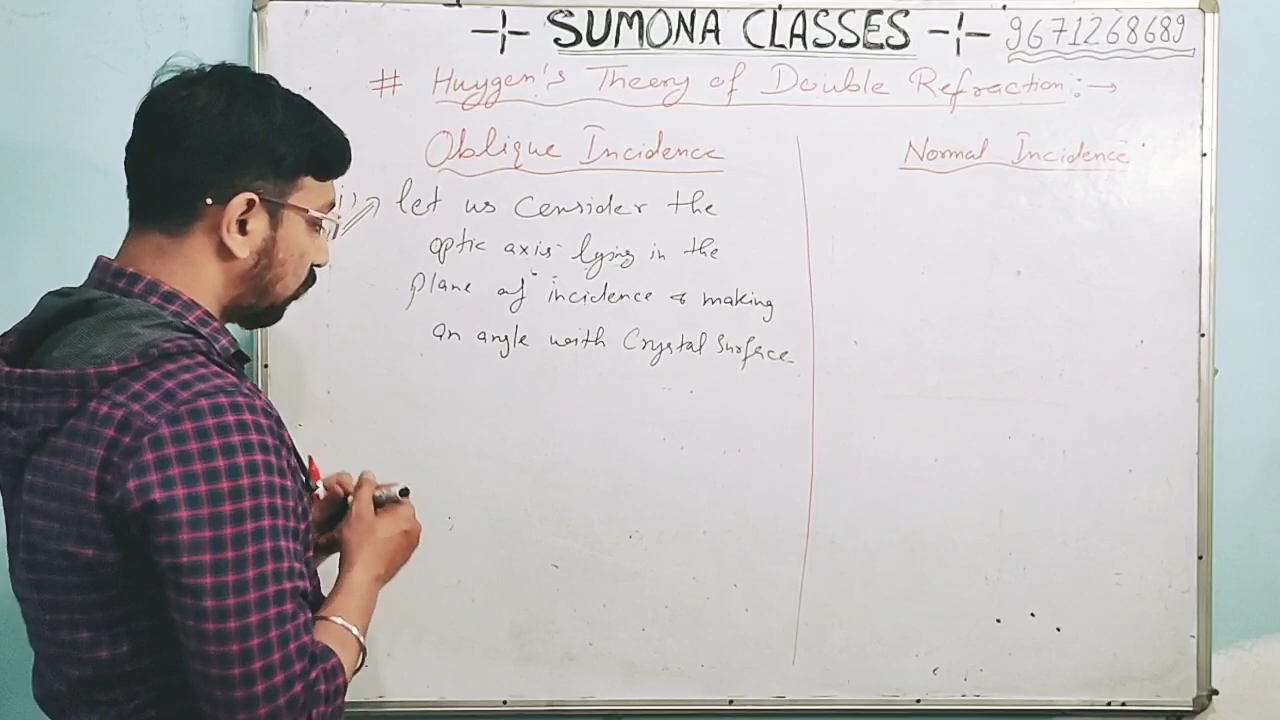 SUMONA CLASSES 9671268689
# Huygen's Theory of Double Refraction :→
Oblique Incidence
i) let us Consider the
optic axis lying in the
plane of incidence & making
an angle with Crystal Surface
Normal Incidence